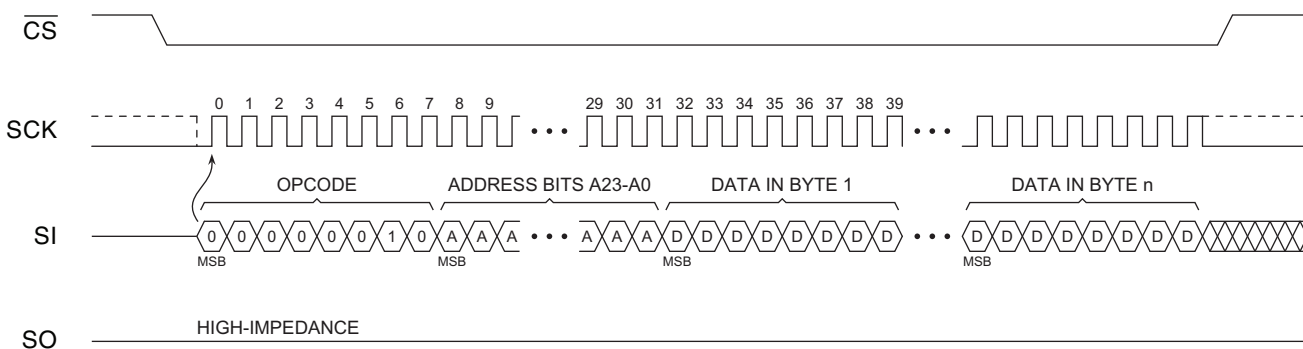 CS
0 1 2 3 4 5 6 7 8 9 29 30 31 32 33 34 35 36 37 38 39
SCK • • • • • •
OPCODE ADDRESS BITS A23-A0 DATA IN BYTE 1 DATA IN BYTE n
SI 0 0 0 0 0 0 1 0 A A A • • • A A A D D D D D D D D • • • D D D D D D D D
MSB MSB MSB MSB
HIGH-IMPEDANCE
SO